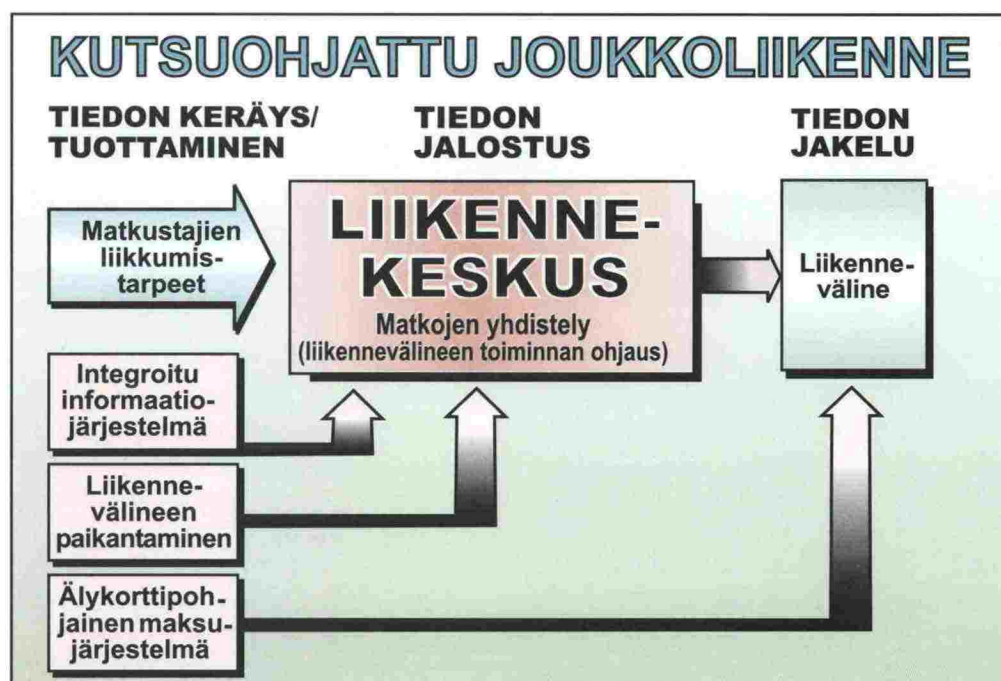 KUTSUOHJATTU JOUKKOLIIKENNE
TIEDON KERÄYS/
TUOTTAMINEN
TIEDON
JALOSTUS
TIEDON
JAKELU
Matkustajien
liikkumis-
tarpeet
LIIKENNE-
KESKUS
Matkojen yhdistely
(liikennevälineen toiminnan ohjaus)
Liikenne-
väline
Integroitu
informaatio-
järjestelmä
Liikenne-
välineen
paikantaminen
Älykorttipoh-
jainen maksu-
järjestelmä